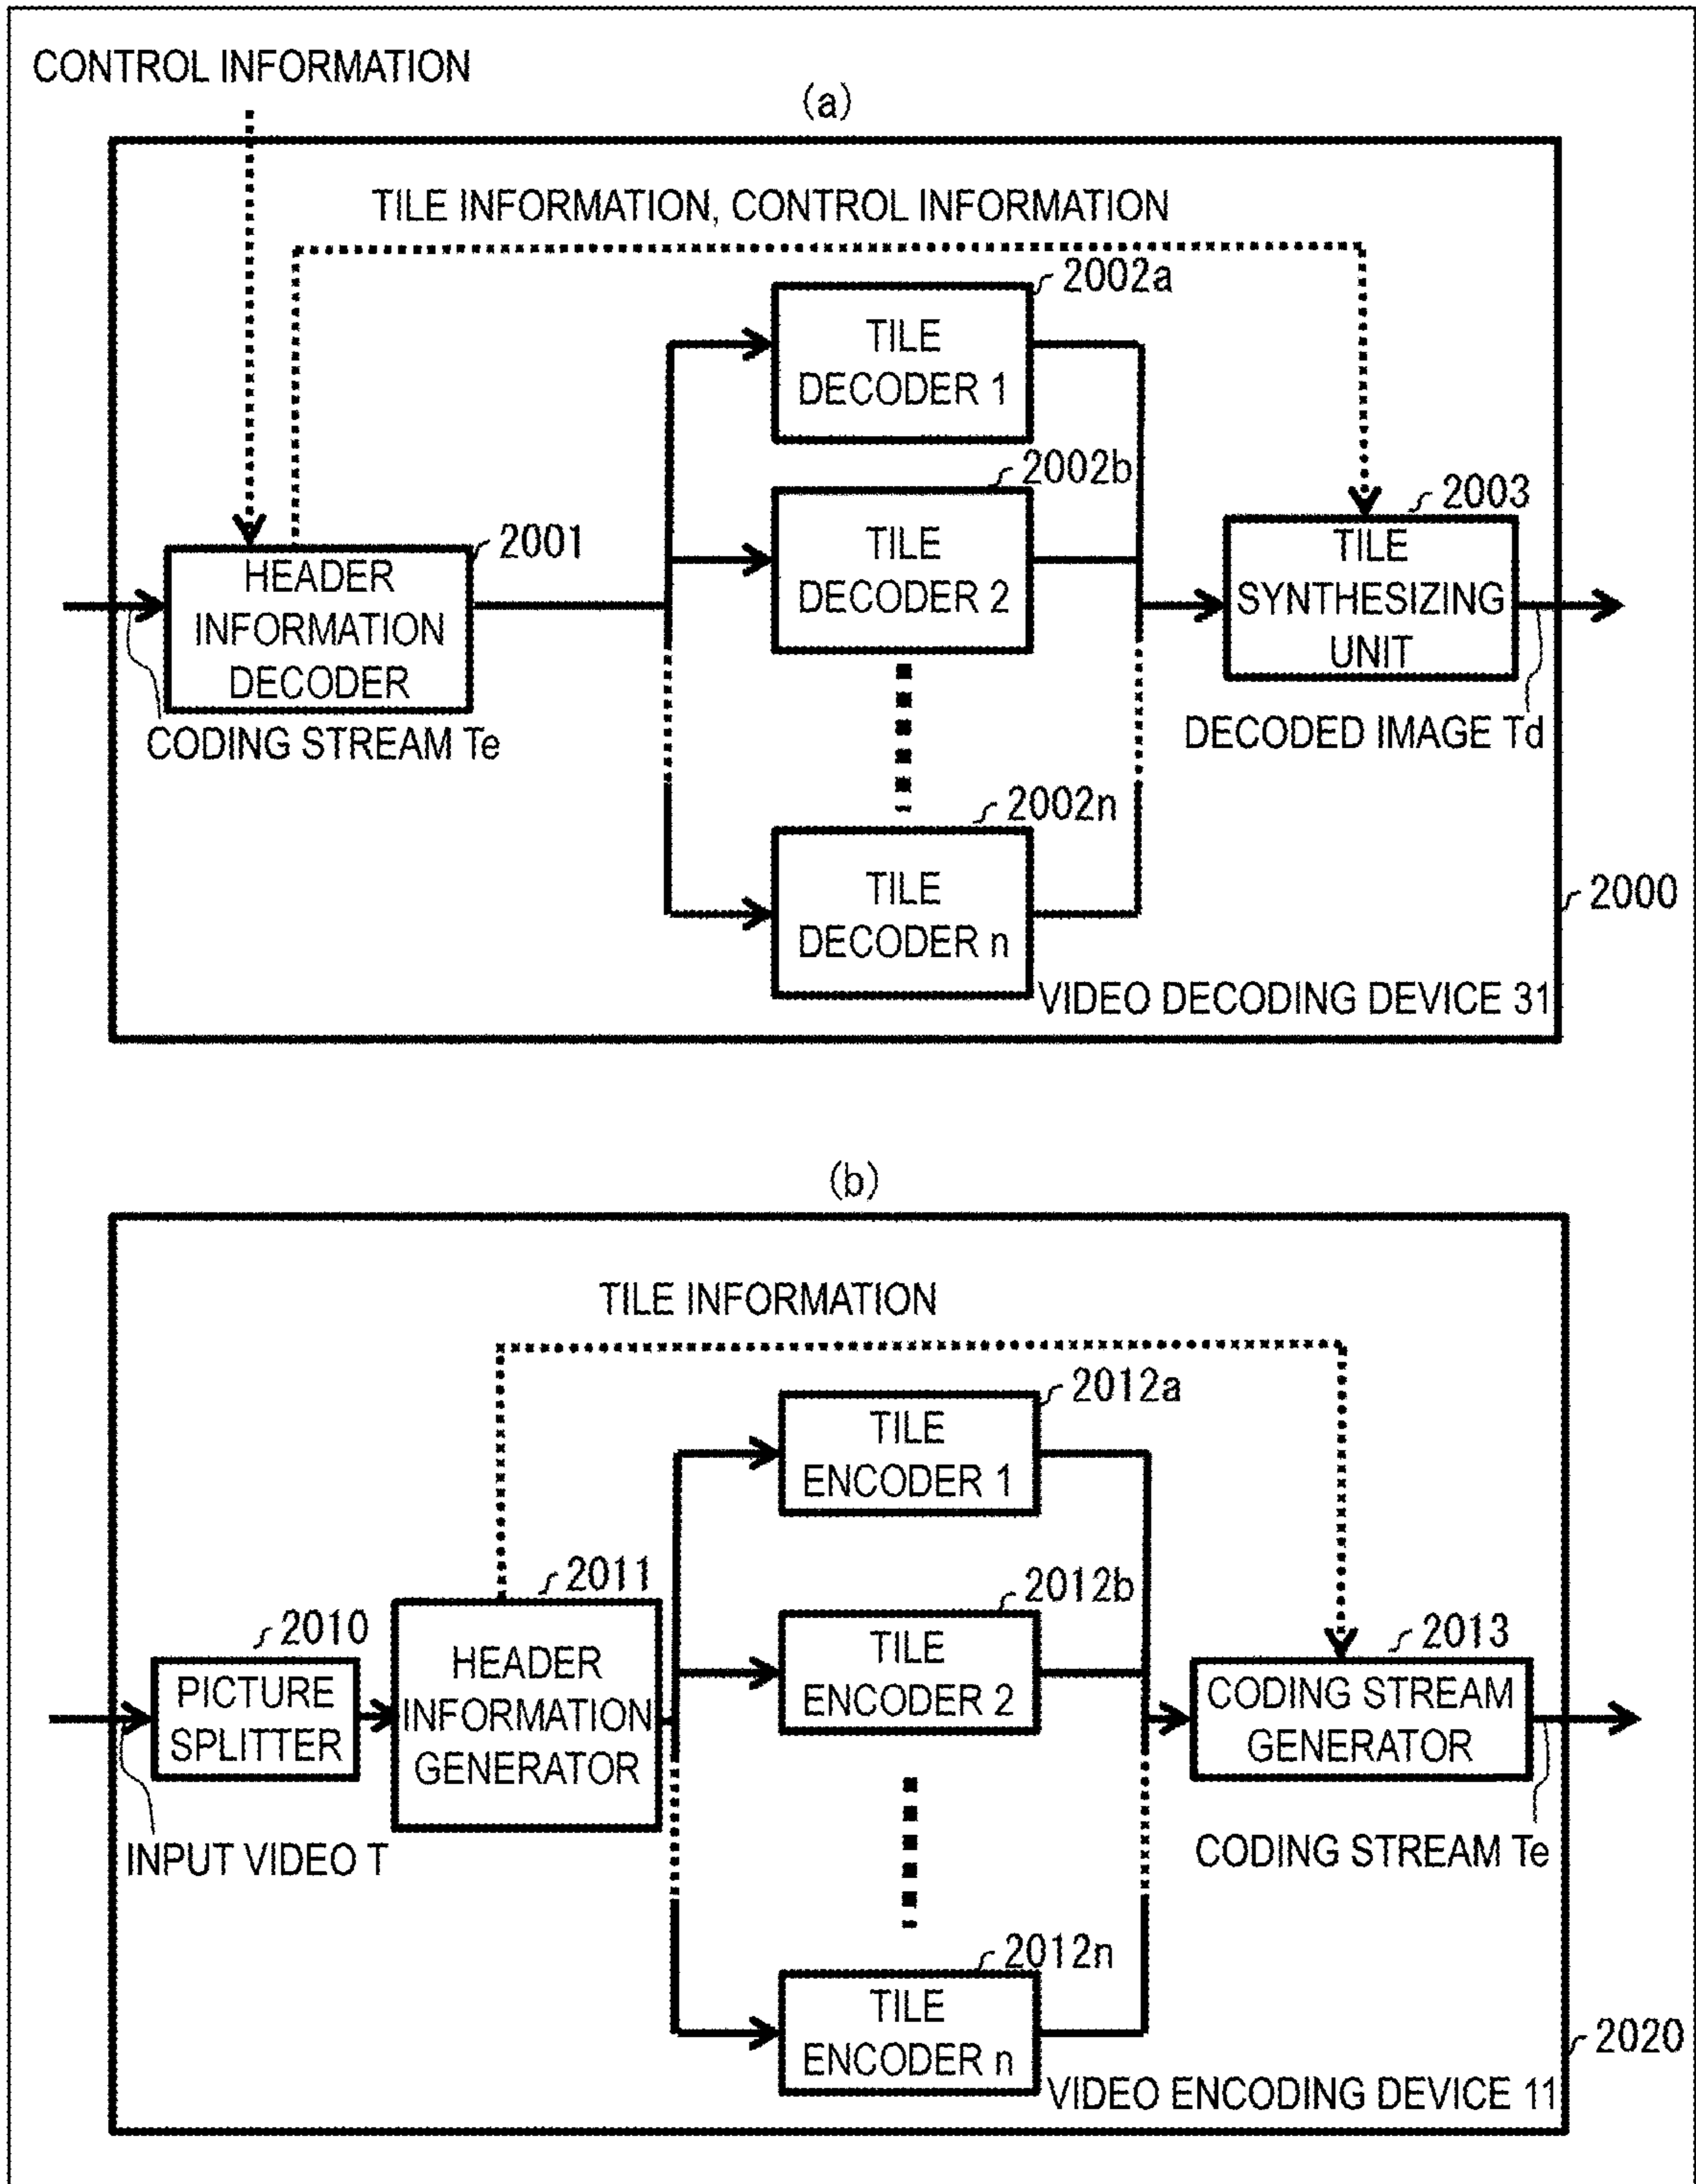 CONTROL INFORMATION
(a)
TILE INFORMATION, CONTROL INFORMATION
2002a
TILE
DECODER 1
2002b
TILE
DECODER 2
2001
HEADER
INFORMATION
DECODER
CODING STREAM Te
2003
TILE
SYNTHESIZING
UNIT
DECODED IMAGE Td
2002n
TILE
DECODER n
2000
VIDEO DECODING DEVICE 31
(b)
TILE INFORMATION
2012a
TILE
ENCODER 1
2011
HEADER
INFORMATION
GENERATOR
2012b
TILE
ENCODER 2
2010
PICTURE
SPLITTER
INPUT VIDEO T
2013
CODING STREAM
GENERATOR
CODING STREAM Te
2012n
TILE
ENCODER n
2020
VIDEO ENCODING DEVICE 11